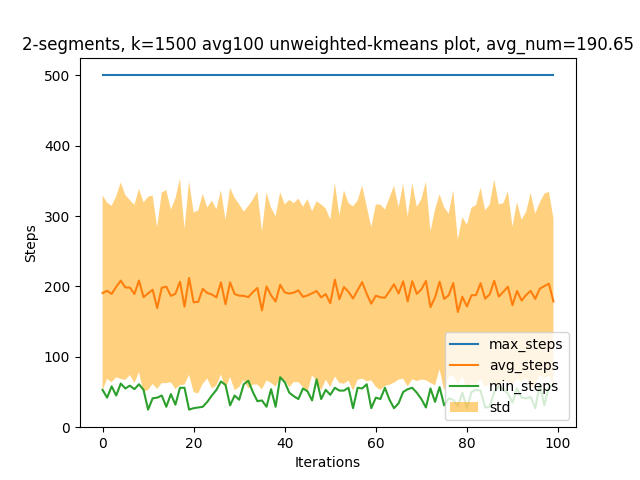 2-segments, k=1500 avg100 unweighted-kmeans plot, avg_num=190.65
500
400
300
200
100
0
Steps
max_steps
avg_steps
min_steps
std
0 20 40 60 80 100
Iterations